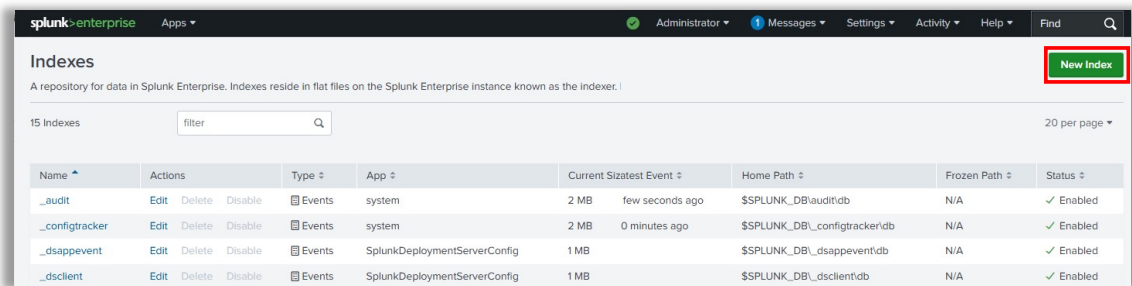 splunk>enterprise Apps Administrator 1 Messages Settings Activity Help Find
Indexes
New Index
A repository for data in Splunk Enterprise. Indexes reside in flat files on the Splunk Enterprise instance known as the indexer.
15 Indexes filter 20 per page
Name Actions Type App Current Sizatest Event Home Path Frozen Path Status
_audit Edit Delete Disable Events system 2 MB few seconds ago $SPLUNK_DB\audit\db N/A Enabled
_configtracker Edit Delete Disable Events system 2 MB 0 minutes ago $SPLUNK_DB\_configtracker\db N/A Enabled
_dsappevent Edit Delete Disable Events SplunkDeploymentServerConfig 1 MB $SPLUNK_DB\_dsappevent\db N/A Enabled
_dsclient Edit Delete Disable Events SplunkDeploymentServerConfig 1 MB $SPLUNK_DB\_dsclient\db N/A Enabled